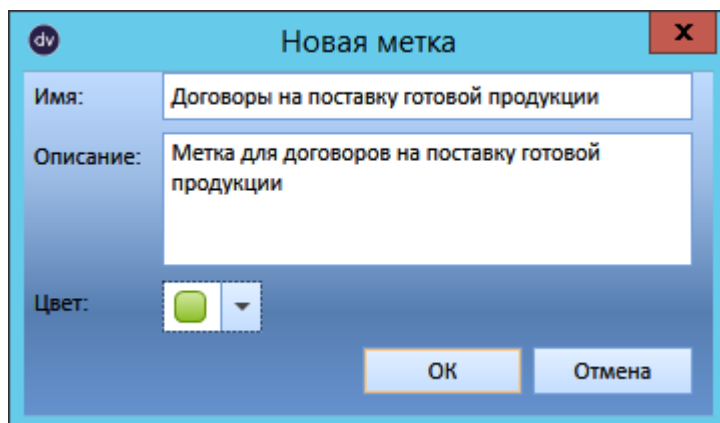 dv
Новая метка
x
Имя:
Договоры на поставку готовой продукции
Описание:
Метка для договоров на поставку готовой
продукции
Цвет:
ОК
Отмена